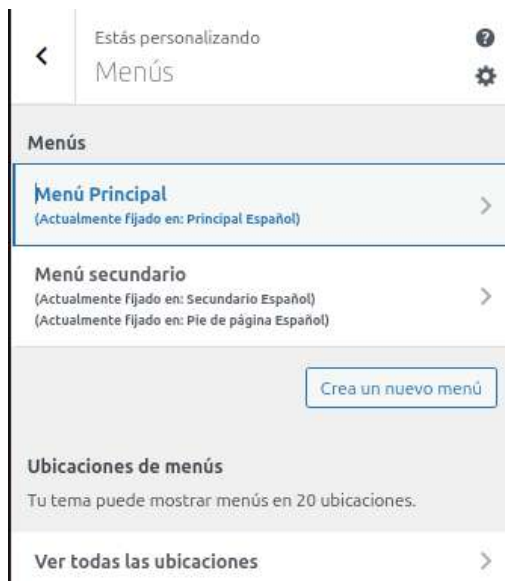 Estás personalizando
Menús
Menús
Menú Principal
(Actualmente fijado en: Principal Español)
Menú secundario
(Actualmente fijado en: Secundario Español)
(Actualmente fijado en: Pie de página Español)
Crea un nuevo menú
Ubicaciones de menús
Tu tema puede mostrar menús en 20 ubicaciones.
Ver todas las ubicaciones